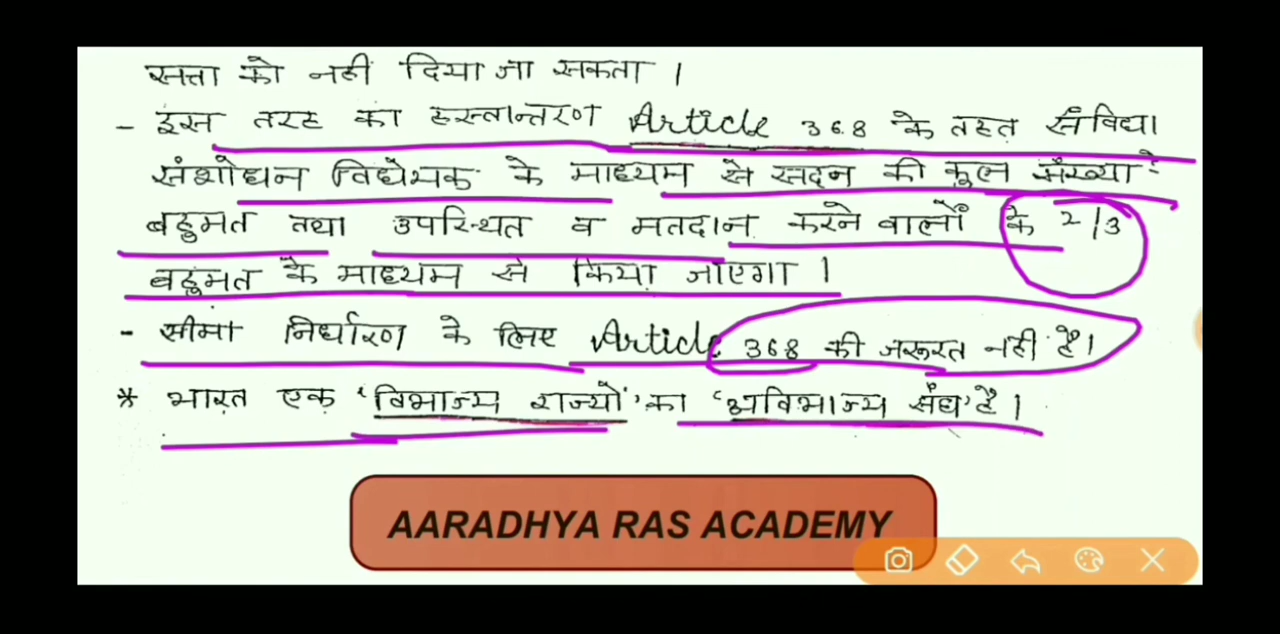 सत्ता को नहीं दिया जा सकता ।
- इस तरह का हस्तान्तरण Article 368 के तहत संविधा
संशोधन विधेयक के माध्यम से सदन की कुल संख्या के
बहुमत तथा उपस्थित व मतदान करने वालों के 2/3
बहुमत के माध्यम से किया जाएगा ।
- सीमा निर्धारण के लिए Article 368 की जरूरत नहीं है।
* भारत एक 'विभाज्य राज्यों' का 'अविभाज्य संघ' है ।
AARADHYA RAS ACADEMY